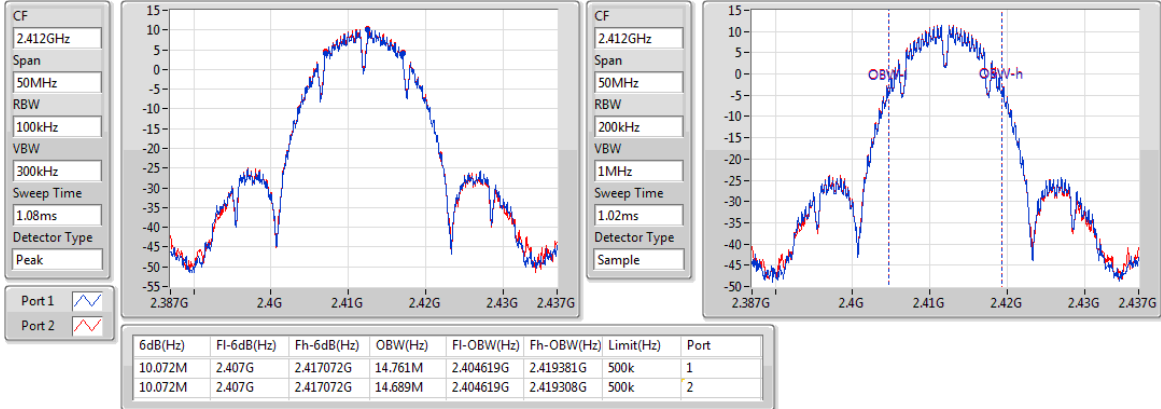 CF
2.412GHz
Span
50MHz
RBW
100kHz
VBW
300kHz
Sweep Time
1.08ms
Detector Type
Peak
Port 1
Port 2
15
10
5
0
-5
-10
-15
-20
-25
-30
-35
-40
-45
-50
-55
2.387G 2.4G 2.41G 2.42G 2.43G 2.437G
CF
2.412GHz
Span
50MHz
RBW
200kHz
VBW
1MHz
Sweep Time
1.02ms
Detector Type
Sample
15
10
5
0
-5
-10
-15
-20
-25
-30
-35
-40
-45
-50
OBW-h
2.387G 2.4G 2.41G 2.42G 2.43G 2.437G
6dB(Hz) Fl-6dB(Hz) Fh-6dB(Hz) OBW(Hz) Fl-OBW(Hz) Fh-OBW(Hz) Limit(Hz) Port
10.072M 2.407G 2.417072G 14.761M 2.404619G 2.419381G 500k 1
10.072M 2.407G 2.417072G 14.689M 2.404619G 2.419308G 500k 2